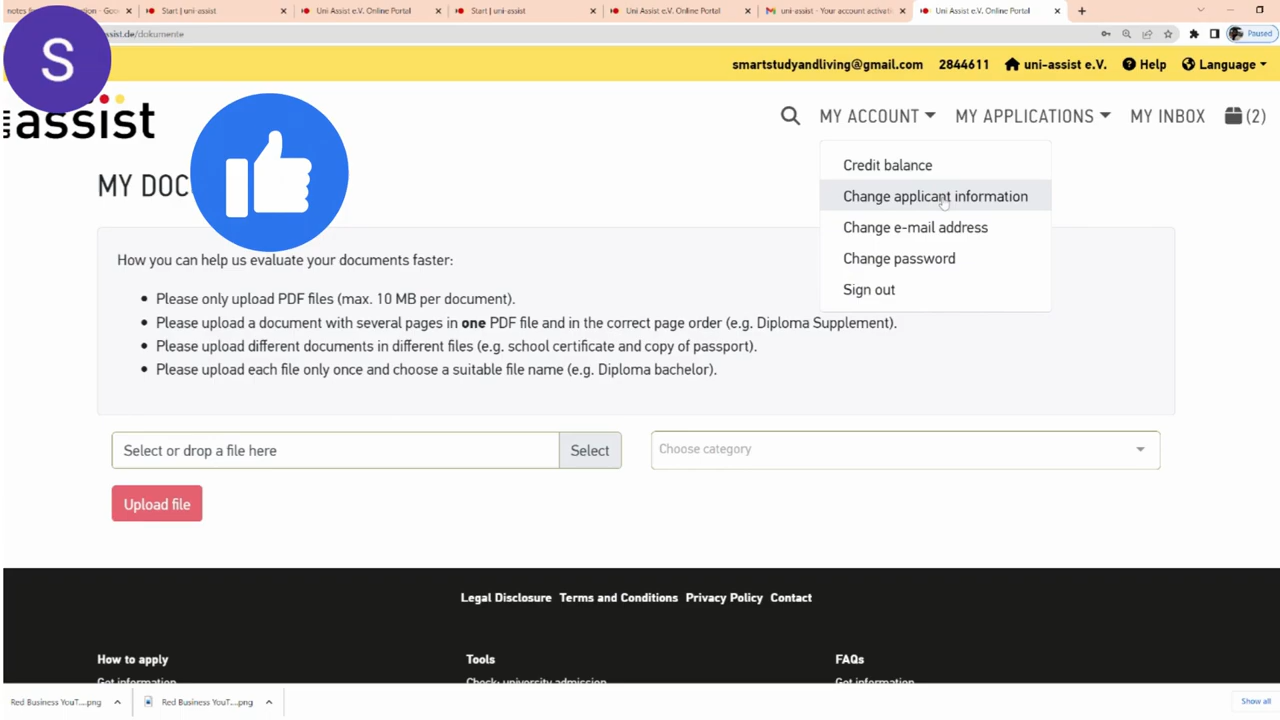 notes f
Start | uni-assist
Uni Assist e.V. Online Portal
Start | uni-assist
Uni Assist e.V. Online Portal
uni-assist - Your account activati
Uni Assist e.V. Online Portal
ssist.de/dokumente
Paused
S
smartstudyandliving@gmail.com 2844611 uni-assist e.V. Help Language
assist
MY ACCOUNT MY APPLICATIONS MY INBOX (2)
MY DOC
Credit balance
Change applicant information
Change e-mail address
Change password
Sign out
How you can help us evaluate your documents faster:
• Please only upload PDF files (max. 10 MB per document).
• Please upload a document with several pages in one PDF file and in the correct page order (e.g. Diploma Supplement).
• Please upload different documents in different files (e.g. school certificate and copy of passport).
• Please upload each file only once and choose a suitable file name (e.g. Diploma bachelor).
Select or drop a file here Select
Choose category
Upload file
Legal Disclosure Terms and Conditions Privacy Policy Contact
How to apply Tools FAQs
Get information Check: university admission Get information
Red Business YouT....png
Red Business YouT....png
Show all